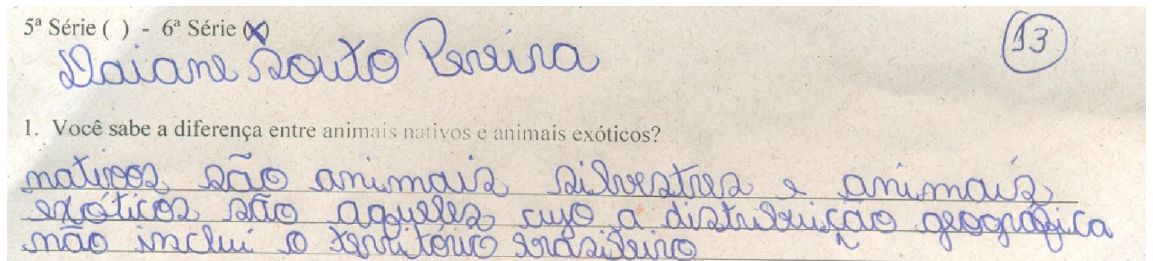 5ª Série ( ) - 6ª Série (X)
13
Daiane Souto Pereira
1. Você sabe a diferença entre animais nativos e animais exóticos?
nativos são animais silvestres e animais
exóticos são aqueles cujo a distribuição geográfica
não inclui o território brasileiro